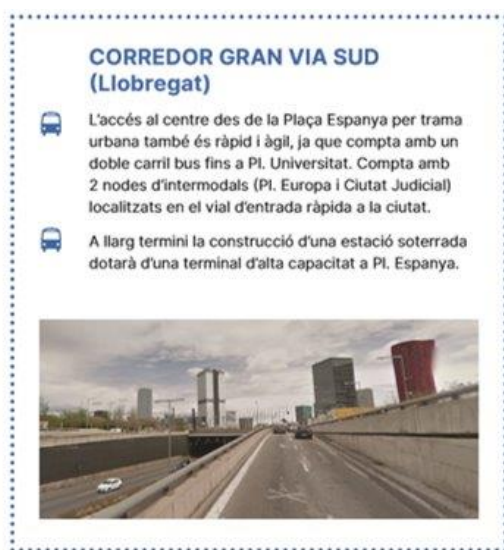 CORREDOR GRAN VIA SUD
(Llobregat)
L'accés al centre des de la Plaça Espanya per trama
urbana també és ràpid i àgil, ja que compta amb un
doble carril bus fins a Pl. Universitat. Compta amb
2 nodes d'intermodals (Pl. Europa i Ciutat Judicial)
localitzats en el vial d'entrada ràpida a la ciutat.
A llarg termini la construcció d'una estació soterrada
dotarà d'una terminal d'alta capacitat a Pl. Espanya.